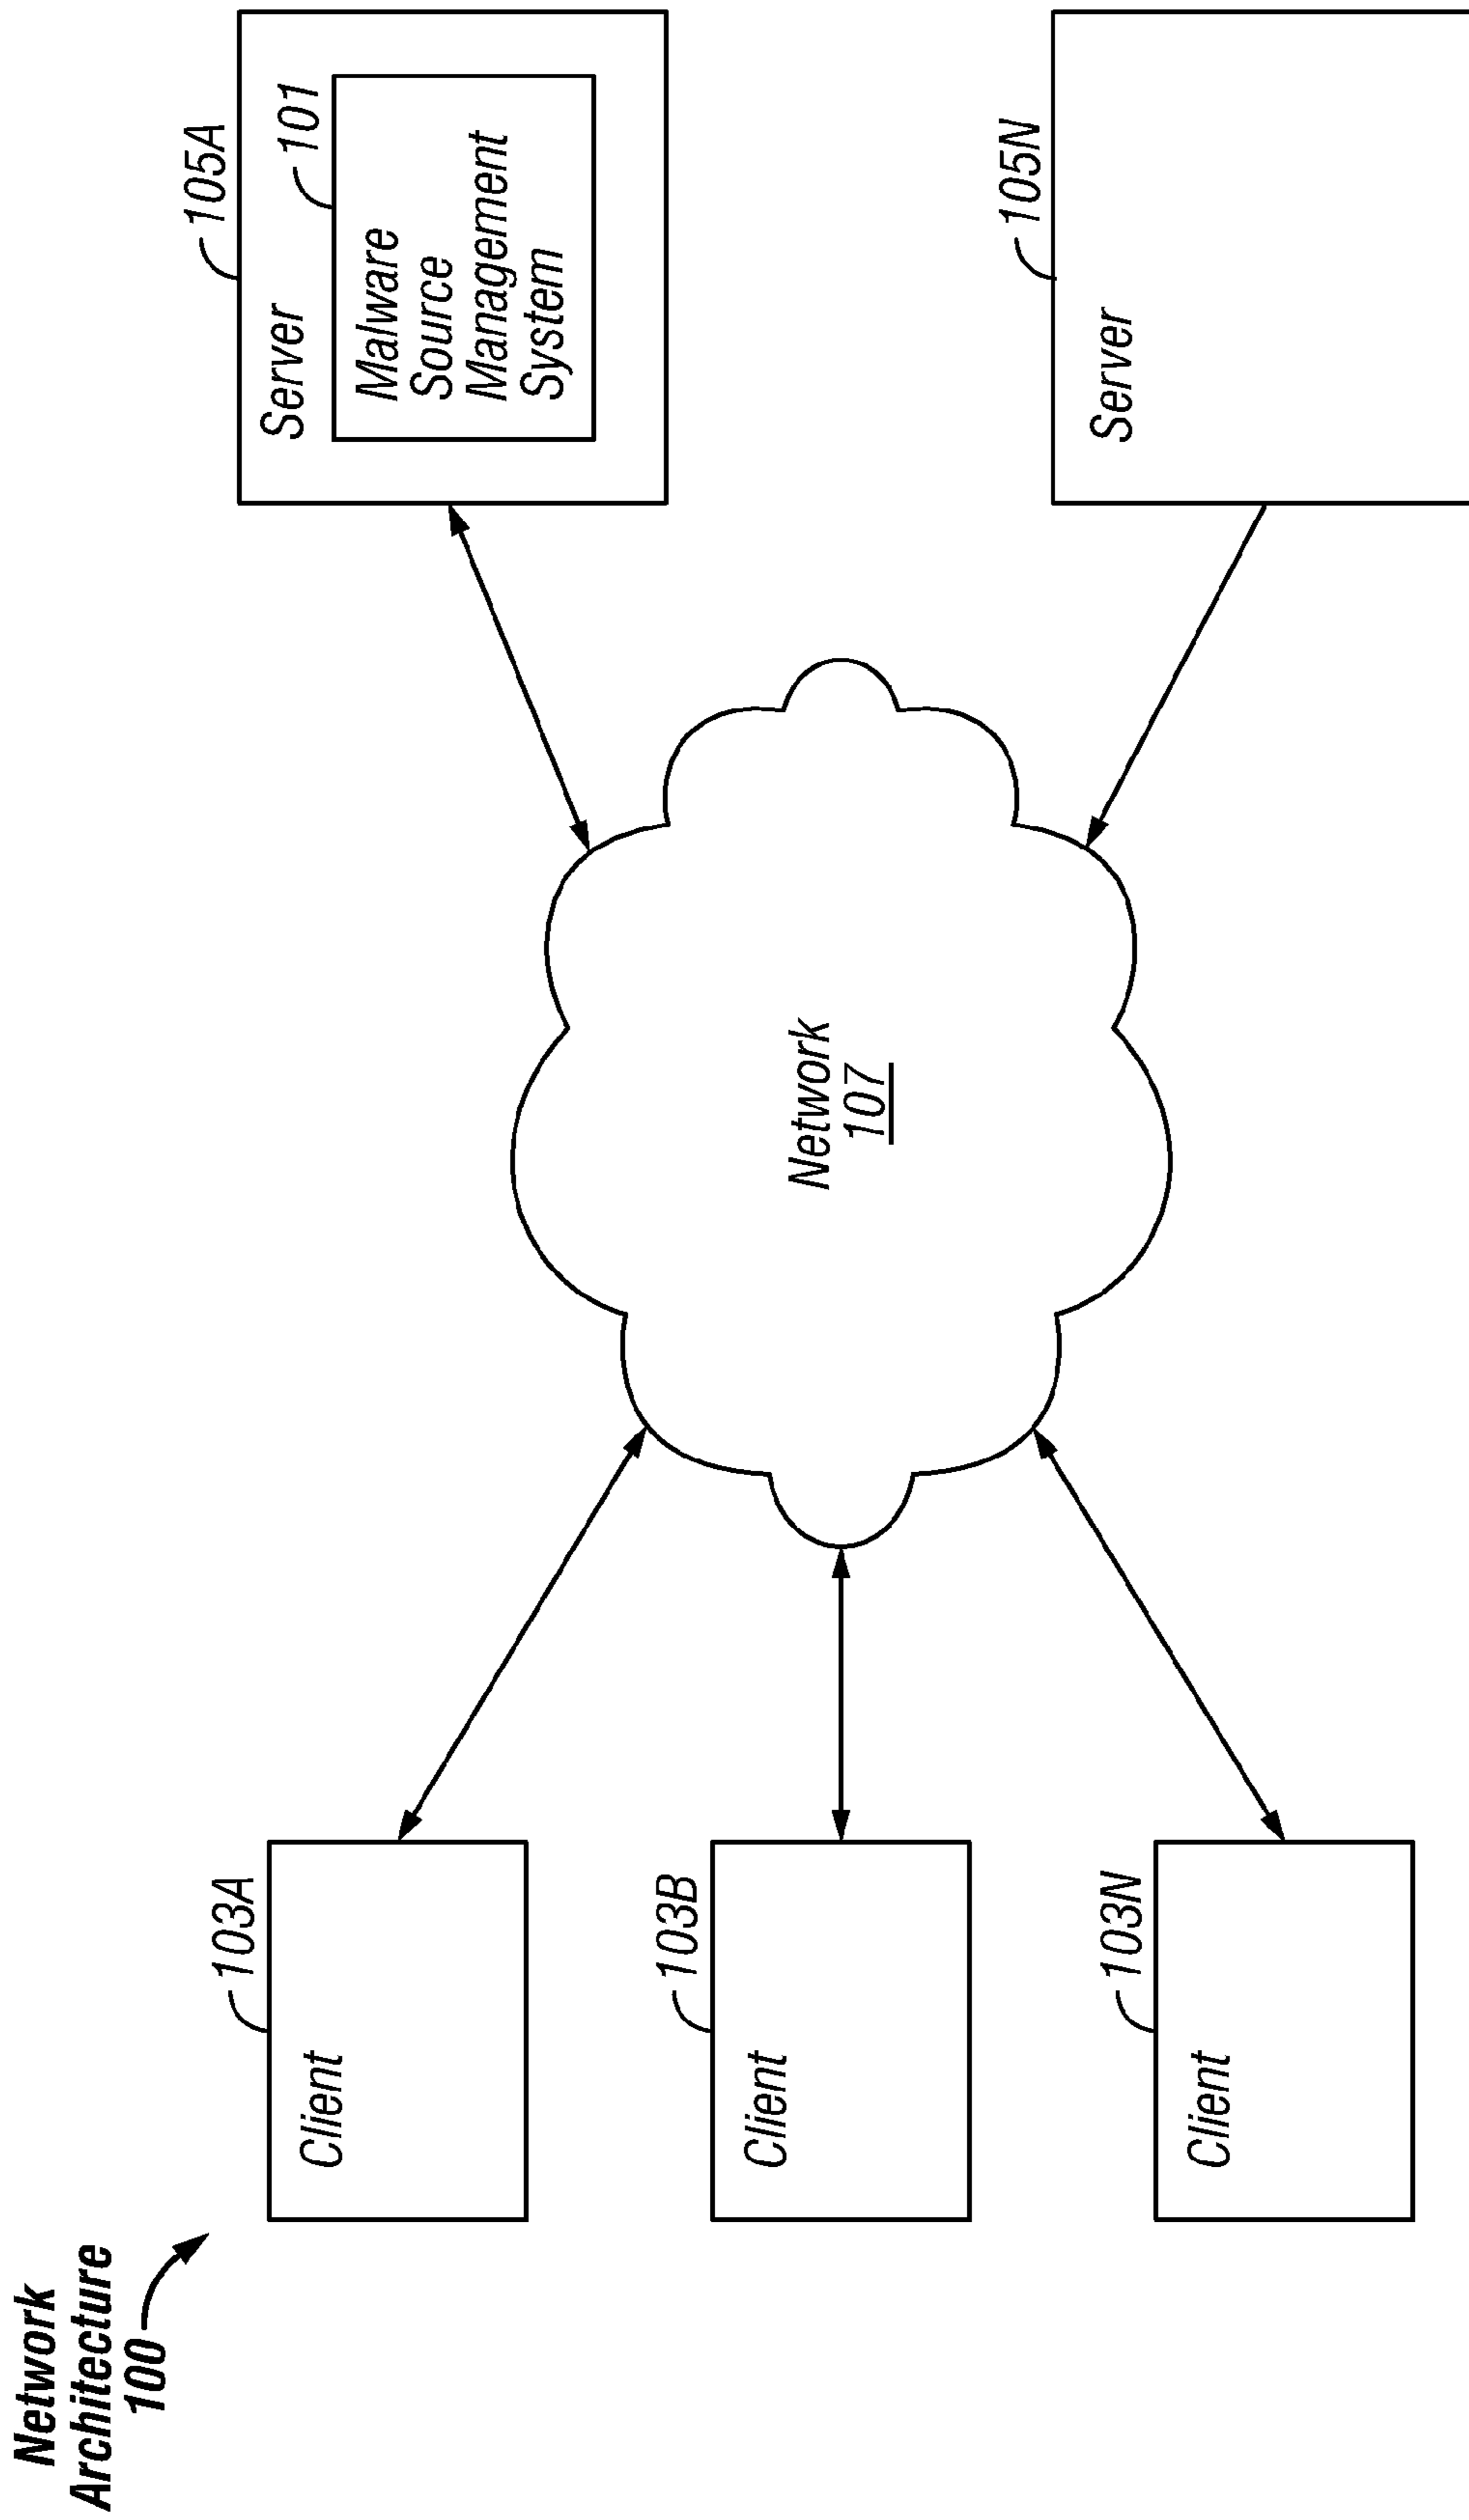 Network
Architecture
100
103A
Client
103B
Client
103N
Client
Network
107
105A
Server
101
Malware
Source
Management
System
105N
Server